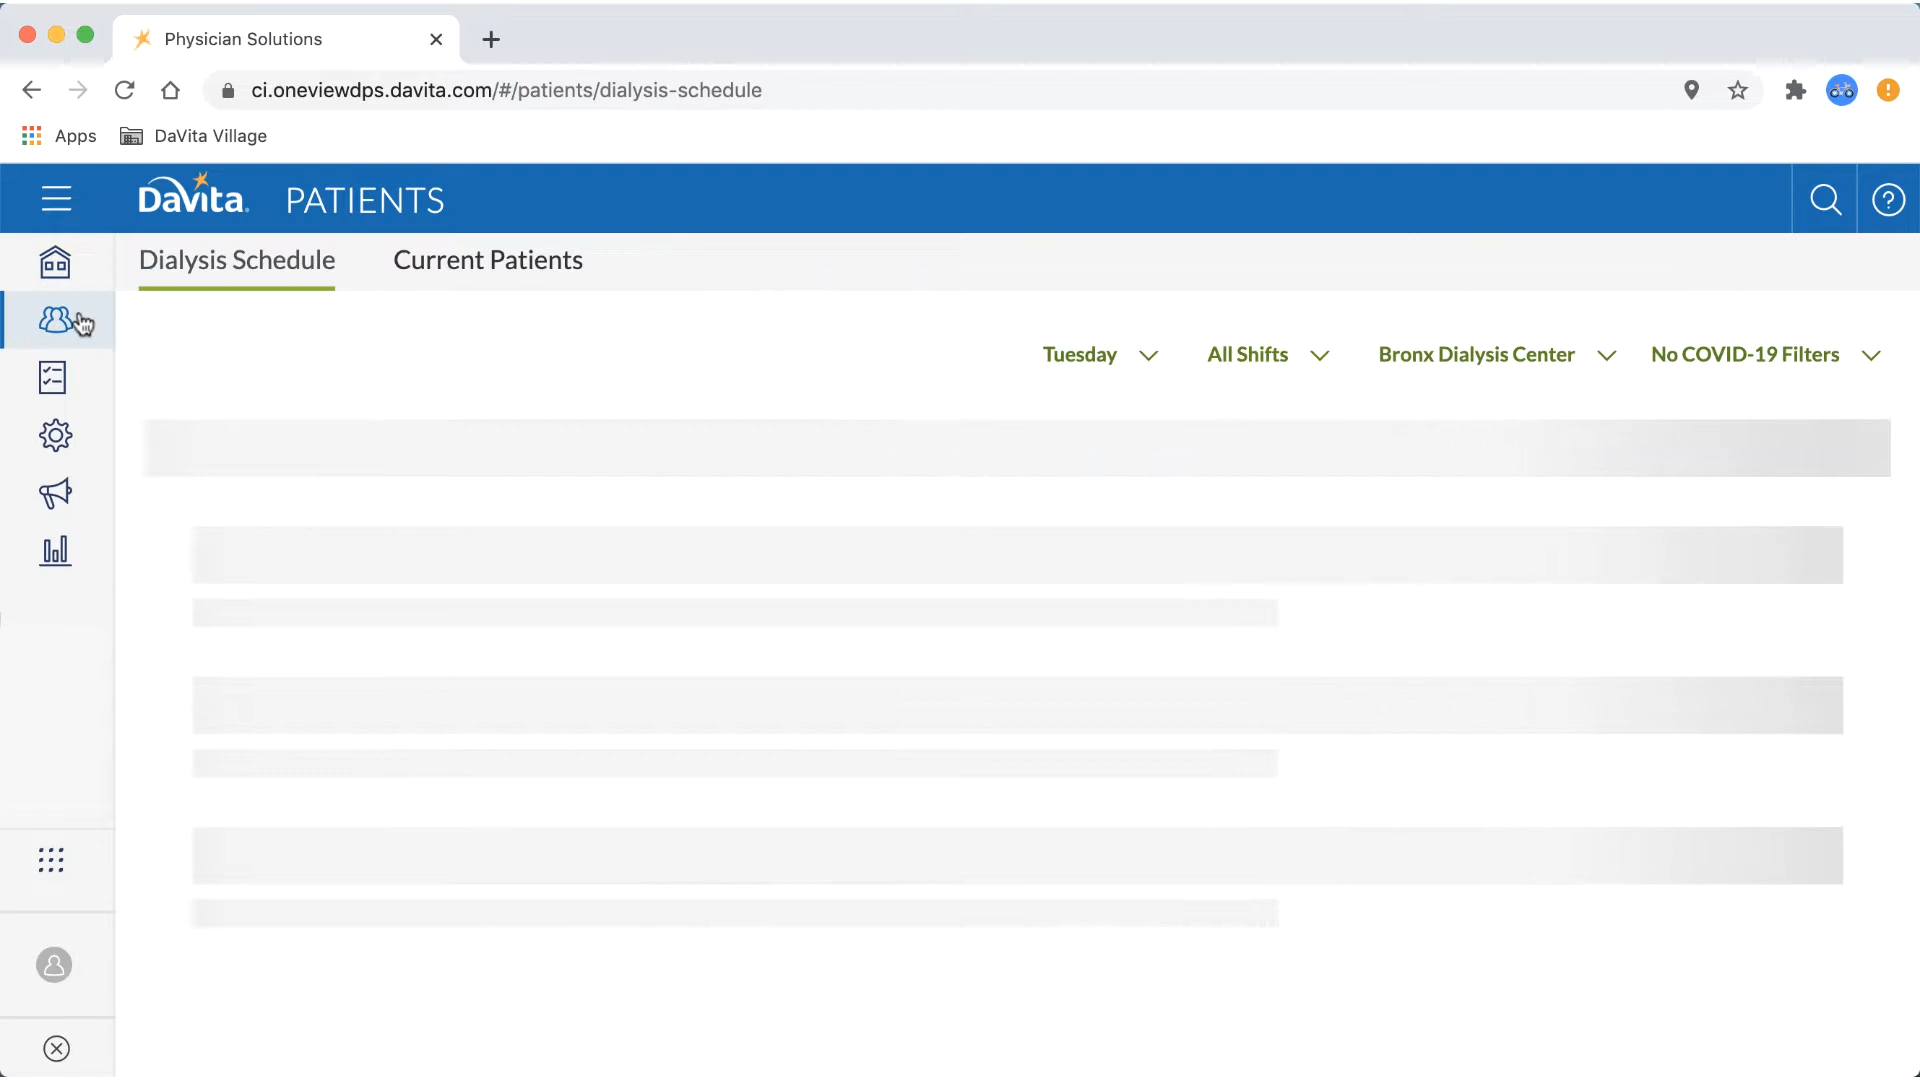 Physician Solutions
ci.oneviewdps.davita.com/#/patients/dialysis-schedule
Apps DaVita Village
DaVita. PATIENTS
Dialysis Schedule Current Patients
Tuesday All Shifts Bronx Dialysis Center No COVID-19 Filters